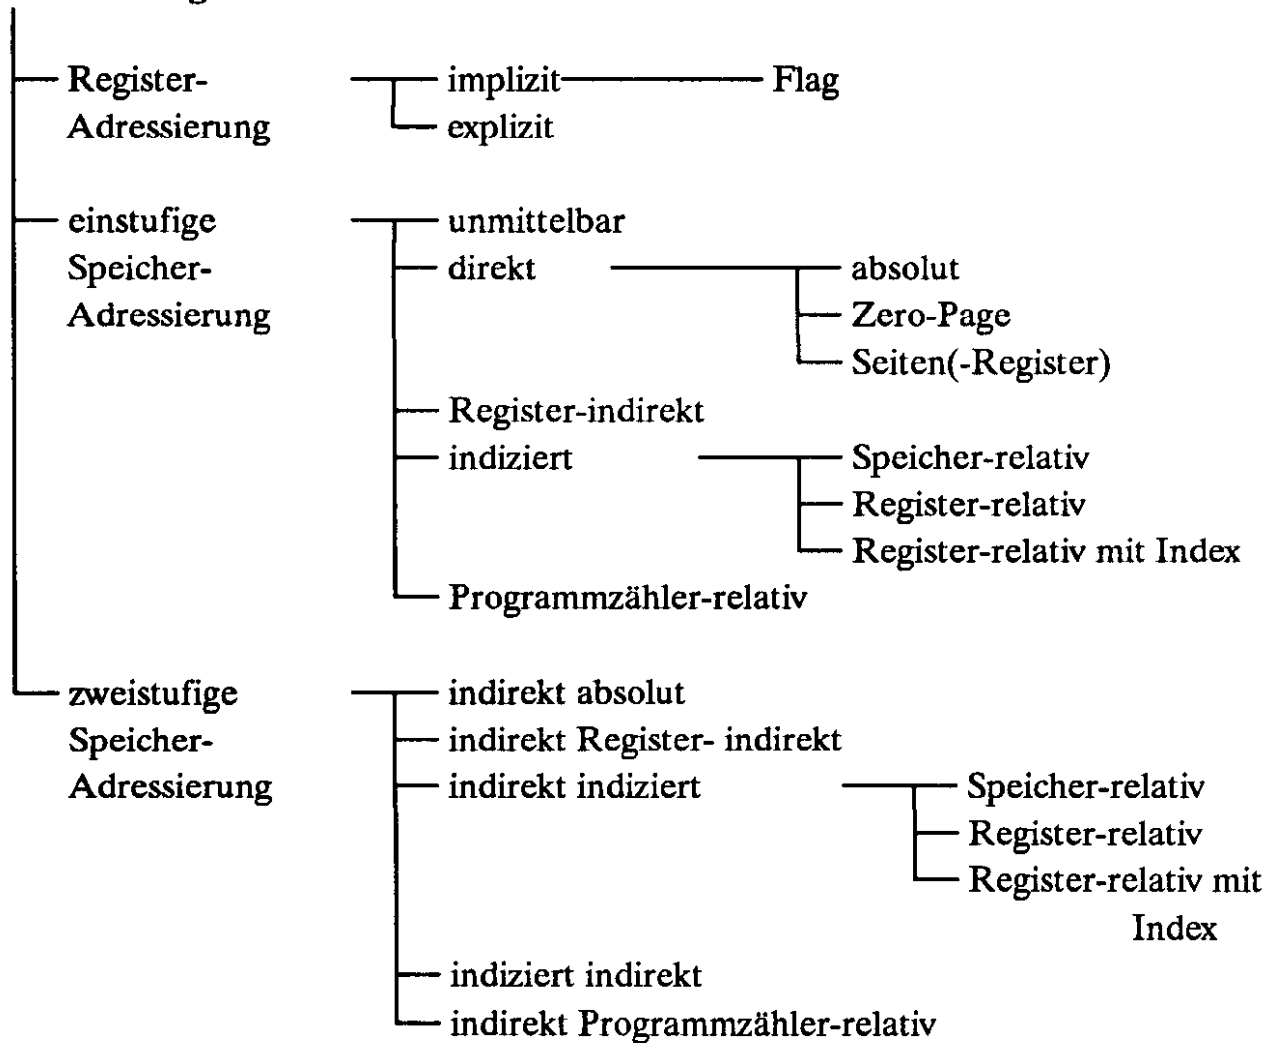 Register- implizit Flag
Adressierung explizit
einstufige unmittelbar
Speicher- direkt absolut
Adressierung Zero-Page
Seiten(-Register)
Register-indirekt
indiziert Speicher-relativ
Register-relativ
Register-relativ mit Index
Programmzähler-relativ
zweistufige indirekt absolut
Speicher- indirekt Register- indirekt
Adressierung indirekt indiziert Speicher-relativ
Register-relativ
Register-relativ mit
Index
indiziert indirekt
indirekt Programmzähler-relativ